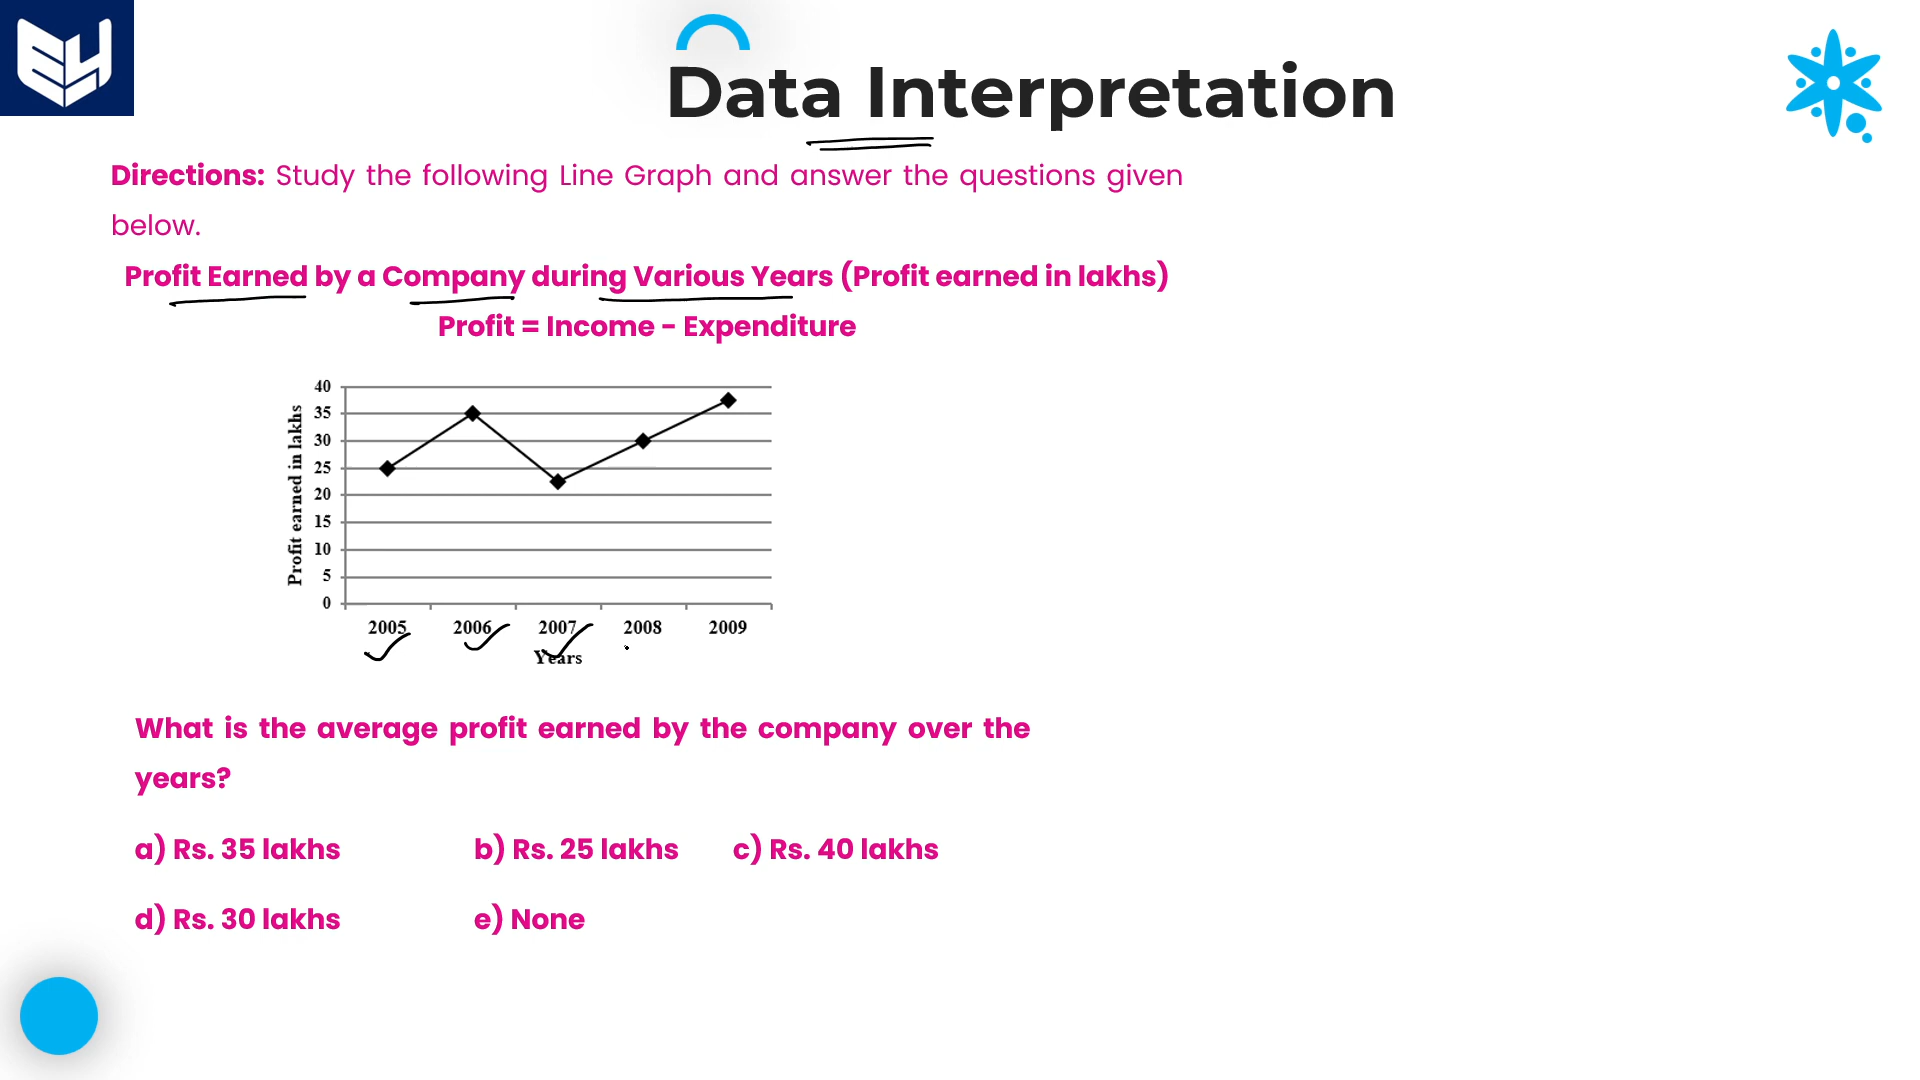 Data Interpretation
Directions: Study the following Line Graph and answer the questions given
below.
Profit Earned by a Company during Various Years (Profit earned in lakhs)
Profit = Income - Expenditure
Profit earned in lakhs
40
35
30
25
20
15
10
5
0
2005 2006 2007 2008 2009
Years
What is the average profit earned by the company over the
years?
a) Rs. 35 lakhs b) Rs. 25 lakhs c) Rs. 40 lakhs
d) Rs. 30 lakhs e) None